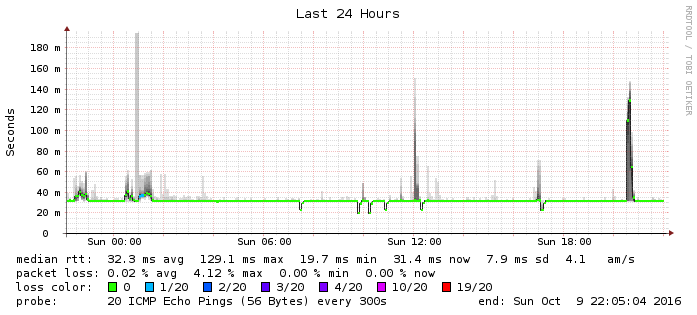 Last 24 Hours
RRDTOOL / TOBI OETIKER
Seconds
180 m
160 m
140 m
120 m
100 m
80 m
60 m
40 m
20 m
0
Sun 00:00 Sun 06:00 Sun 12:00 Sun 18:00
median rtt: 32.3 ms avg 129.1 ms max 19.7 ms min 31.4 ms now 7.9 ms sd 4.1 am/s
packet loss: 0.02 % avg 4.12 % max 0.00 % min 0.00 % now
loss color: 0 1/20 2/20 3/20 4/20 10/20 19/20
probe: 20 ICMP Echo Pings (56 Bytes) every 300s end: Sun Oct 9 22:05:04 2016